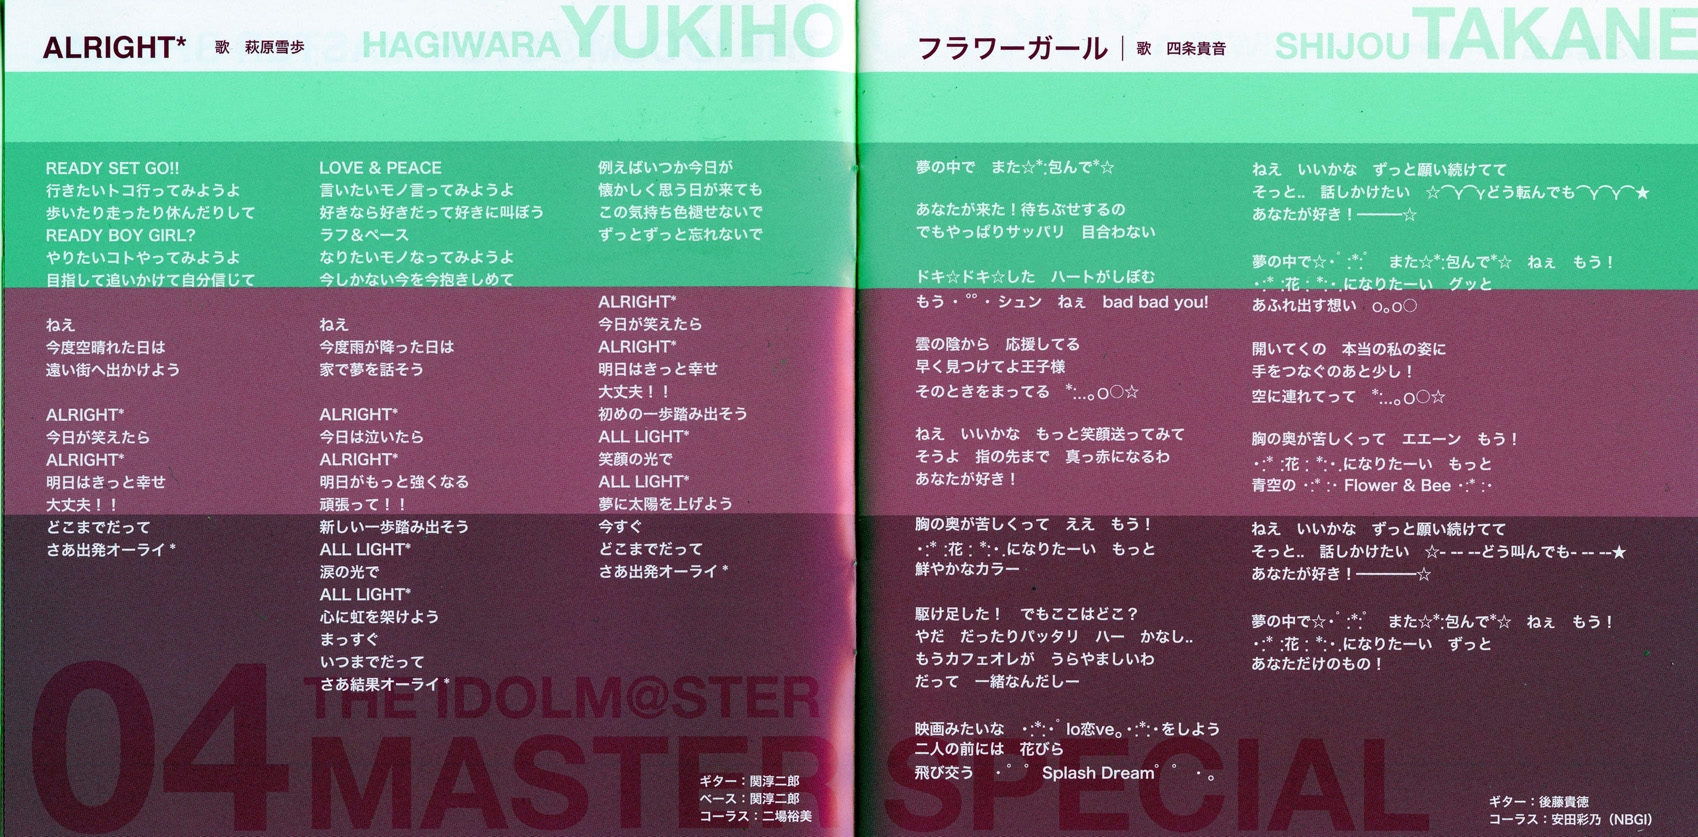 ALRIGHT*
歌　萩原雪歩
HAGIWARA YUKIHO
READY SET GO!!
行きたいトコ行ってみようよ
歩いたり走ったり休んだりして
READY BOY GIRL?
やりたいコトやってみようよ
目指して追いかけて自分信じて
ねえ
今度空晴れた日は
遠い街へ出かけよう
ALRIGHT*
今日が笑えたら
ALRIGHT*
明日はきっと幸せ
大丈夫！！
どこまでだって
さあ出発オーライ *
LOVE & PEACE
言いたいモノ言ってみようよ
好きなら好きだって好きに叫ぼう
ラフ＆ベース
なりたいモノなってみようよ
今しかない今を今抱きしめて
ねえ
今度雨が降った日は
家で夢を話そう
ALRIGHT*
今日は泣いたら
ALRIGHT*
明日がもっと強くなる
頑張って！！
新しい一歩踏み出そう
ALL LIGHT*
涙の光で
ALL LIGHT*
心に虹を架けよう
まっすぐ
いつまでだって
さあ結果オーライ *
例えばいつか今日が
懐かしく思う日が来ても
この気持ち色褪せないで
ずっとずっと忘れないで
ALRIGHT*
今日が笑えたら
ALRIGHT*
明日はきっと幸せ
大丈夫！！
初めの一歩踏み出そう
ALL LIGHT*
笑顔の光で
ALL LIGHT*
夢に太陽を上げよう
今すぐ
どこまでだって
さあ出発オーライ *
ギター：関淳二郎
ベース：関淳二郎
コーラス：二場裕美
フラワーガール｜歌　四条貴音
SHIJOU TAKANE
夢の中で　また☆*:包んで*☆
あなたが来た！待ちぶせするの
でもやっぱりサッパリ　目合わない
ドキ☆ドキ☆した　ハートがしぼむ
もう・°°・シュン　ねぇ　bad bad you!
雲の陰から　応援してる
早く見つけてよ王子様
そのときをまってる　*:..｡o○☆
ねえ　いいかな　もっと笑顔送ってみて
そうよ　指の先まで　真っ赤になるわ
あなたが好き！
胸の奥が苦しくって　ええ　もう！
・:* :花：*:・.になりたーい　もっと
鮮やかなカラー
駆け足した！　でもここはどこ？
やだ　だったりパッタリ　ハー　かなし..
もうカフェオレが　うらやましいわ
だって　一緒なんだしー
映画みたいな　・:*:・゜lo恋ve｡・:*:・をしよう
二人の前には　花びら
飛び交う　・゜゜Splash Dream゜゜・。
ねえ　いいかな　ずっと願い続けてて
そっと..　話しかけたい　☆⌒Y⌒Y⌒どう転んでも⌒Y⌒Y⌒★
あなたが好き！―――☆
夢の中で☆・゜:*:゜　また☆*:包んで*☆　ねぇ　もう！
・:* :花：*:・.になりたーい　グッと
あふれ出す想い　o｡o○
開いてくの　本当の私の姿に
手をつなぐのあと少し！
空に連れてって　*:..｡o○☆
胸の奥が苦しくって　エエーン　もう！
・:* :花：*:・.になりたーい　もっと
青空の ・:* :・ Flower & Bee ・:* :・
ねえ　いいかな　ずっと願い続けてて
そっと..　話しかけたい　☆- -- --どう叫んでも- -- --★
あなたが好き！――――☆
夢の中で☆・゜:*:゜　また☆*:包んで*☆　ねぇ　もう！
・:* :花：*:・.になりたーい　ずっと
あなただけのもの！
ギター：後藤貴徳
コーラス：安田彩乃（NBGI）
04 THE IDOLM@STER
MASTER SPECIAL